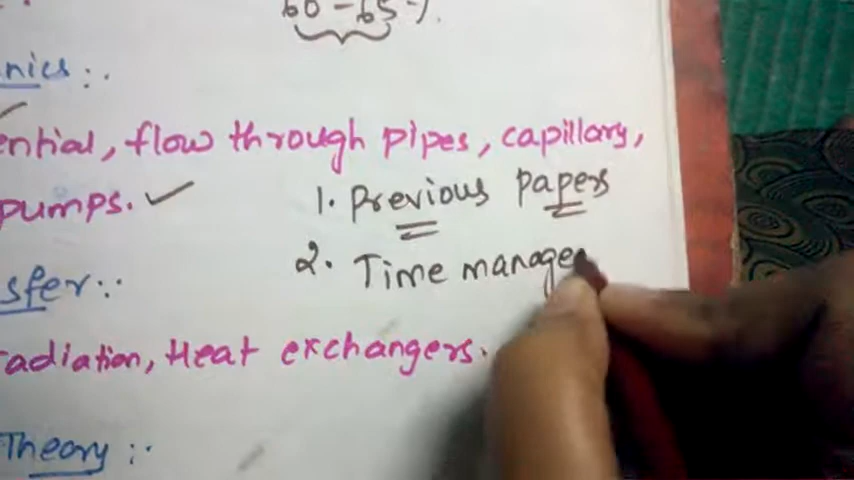 60-65%.
nics:.
ential, flow through pipes, capillary,
pumps.
1. Previous papers
2. Time manage
sfer::
radiation, Heat exchangers.
Theory:.